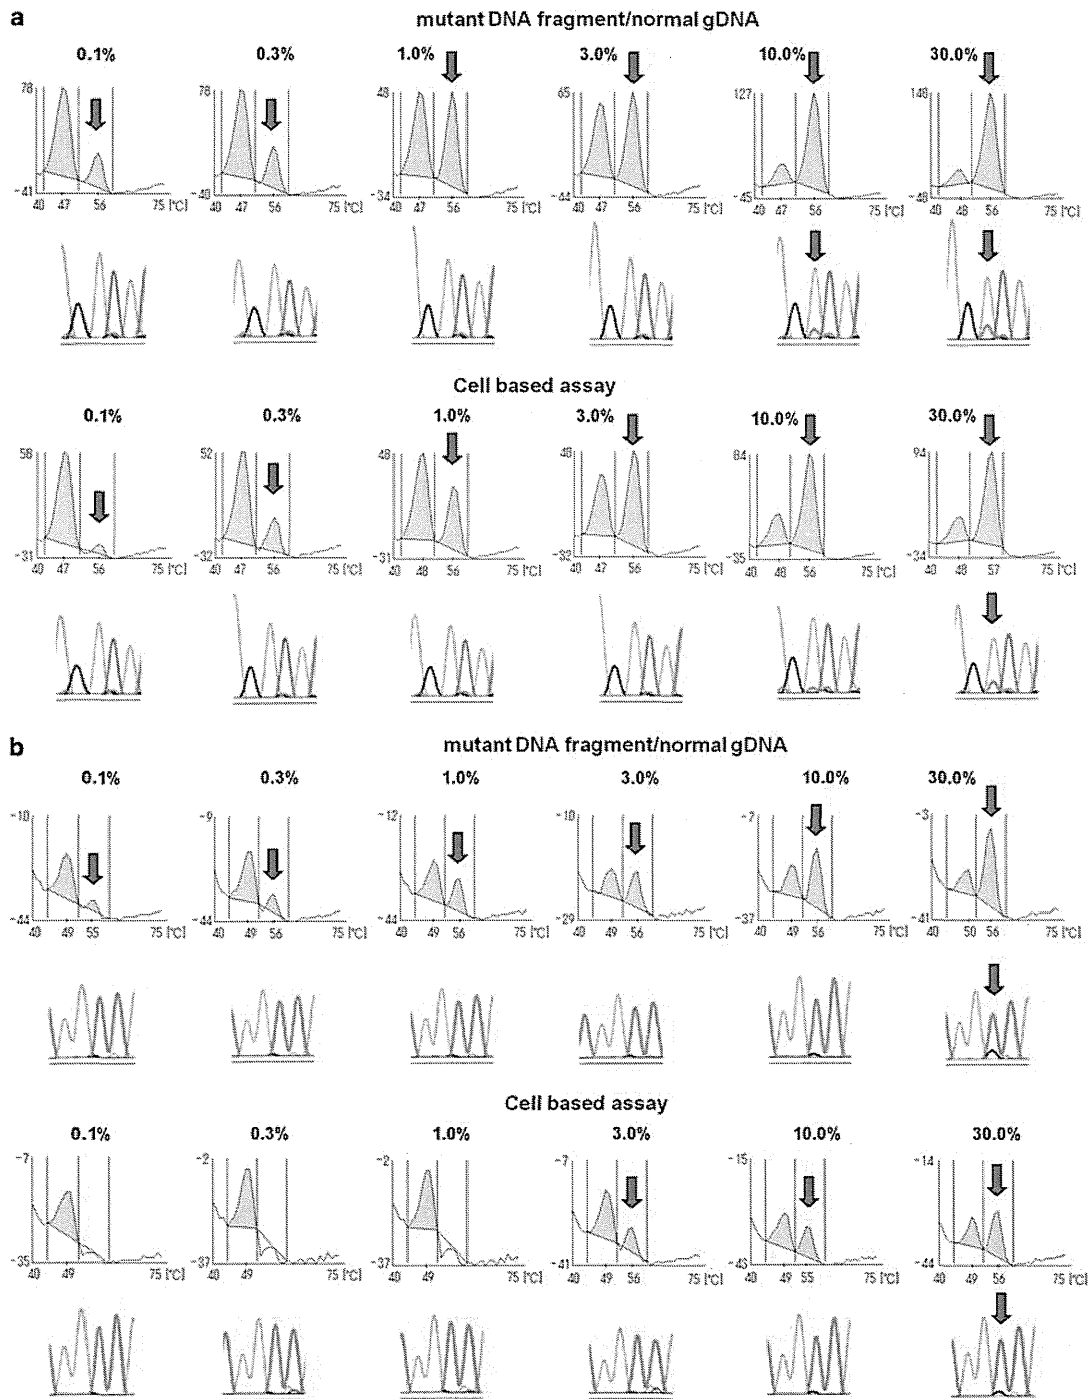 a
mutant DNA fragment/normal gDNA
0.1% 0.3% 1.0% 3.0% 10.0% 30.0%
78 78 48 65 127 148
-41 -49 -34 -44 -45 -48
40 47 56 75 [°C] 40 47 56 75 [°C] 40 47 56 75 [°C] 40 47 56 75 [°C] 40 48 56 75 [°C] 40 48 56 75 [°C]
Cell based assay
0.1% 0.3% 1.0% 3.0% 10.0% 30.0%
58 52 48 48 84 94
-31 -32 -31 -32 -35 -34
40 47 56 75 [°C] 40 47 56 75 [°C] 40 47 56 75 [°C] 40 47 56 75 [°C] 40 48 56 75 [°C] 40 48 57 75 [°C]
b
mutant DNA fragment/normal gDNA
0.1% 0.3% 1.0% 3.0% 10.0% 30.0%
-10 -9 -12 -10 -2 -3
-44 -44 -44 -29 -37 -41
40 49 55 75 [°C] 40 49 56 75 [°C] 40 49 56 75 [°C] 40 49 56 75 [°C] 40 49 56 75 [°C] 40 50 56 75 [°C]
Cell based assay
0.1% 0.3% 1.0% 3.0% 10.0% 30.0%
-7 -2 -2 -7 -15 -14
-35 -37 -37 -41 -43 -44
40 49 75 [°C] 40 49 75 [°C] 40 49 75 [°C] 40 49 56 75 [°C] 40 49 55 75 [°C] 40 49 56 75 [°C]